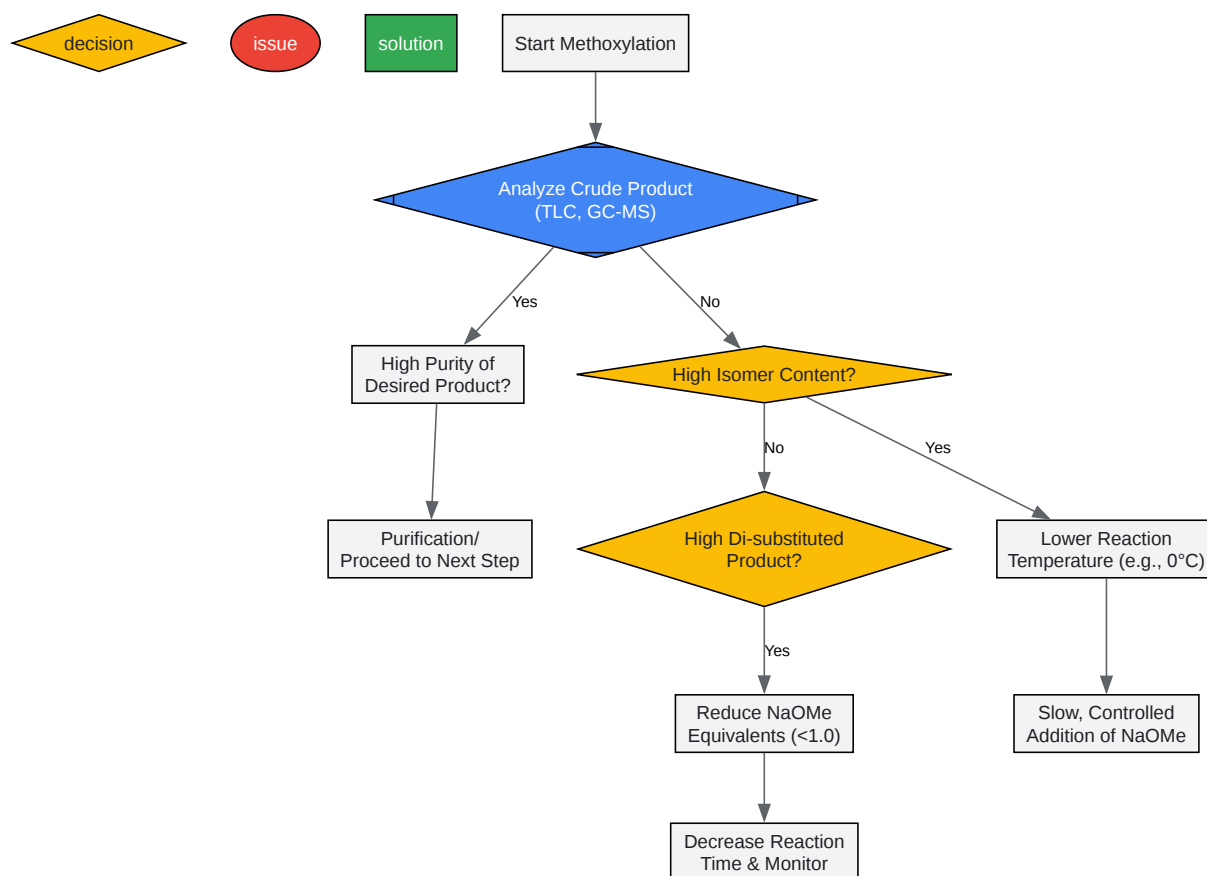 decision
issue
solution
Start Methoxylation
Analyze Crude Product
(TLC, GC-MS)
Yes
No
High Purity of
Desired Product?
High Isomer Content?
No
Yes
Purification/
Proceed to Next Step
High Di-substituted
Product?
Lower Reaction
Temperature (e.g., 0°C)
Yes
Reduce NaOMe
Equivalents (<1.0)
Slow, Controlled
Addition of NaOMe
Decrease Reaction
Time & Monitor